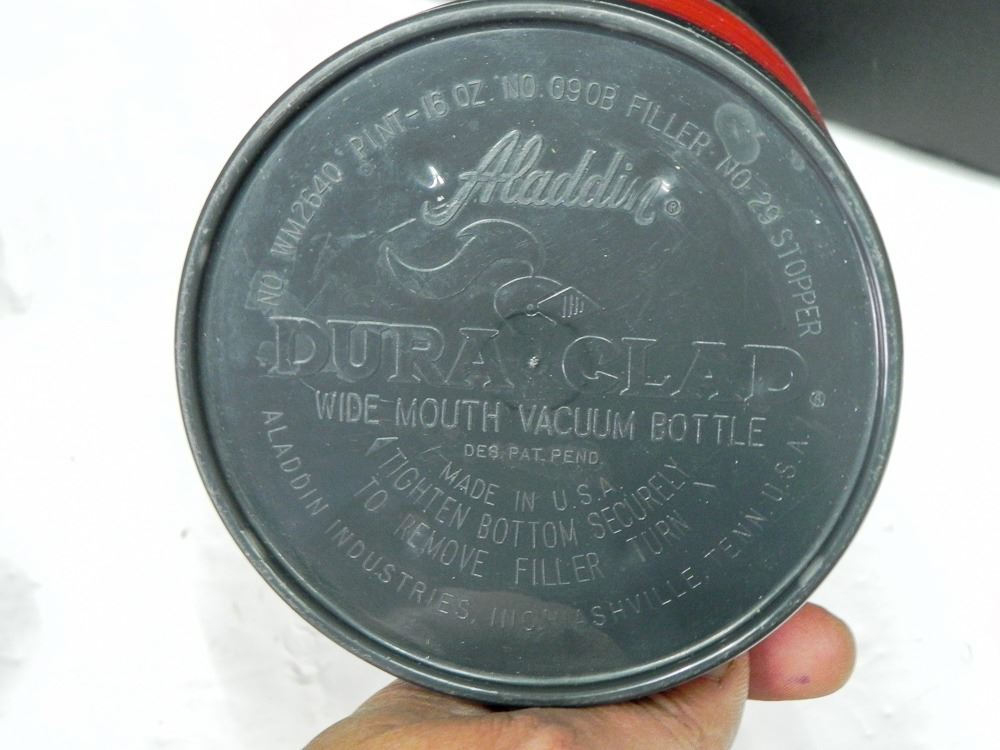 NO. WM2640 PINT-16 OZ. NO. 090B FILLER: NO. 29 STOPPER
Aladdin®
DURA CLAD®
WIDE MOUTH VACUUM BOTTLE
DES. PAT. PEND.
MADE IN U.S.A.
TIGHTEN BOTTOM SECURELY
TO REMOVE FILLER TURN
ALADDIN INDUSTRIES, INC. NASHVILLE, TENN U.S.A.